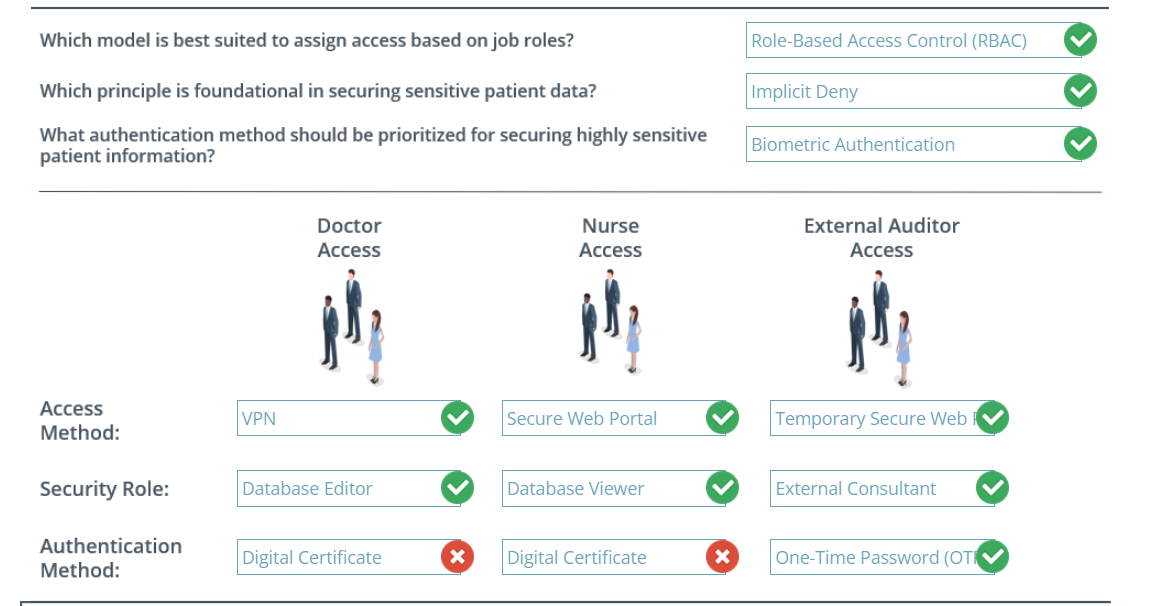 Which model is best suited to assign access based on job roles?
Role-Based Access Control (RBAC)
Which principle is foundational in securing sensitive patient data?
Implicit Deny
What authentication method should be prioritized for securing highly sensitive
patient information?
Biometric Authentication
Doctor
Access
Nurse
Access
External Auditor
Access
Access
Method:
VPN
Secure Web Portal
Temporary Secure Web
Security Role:
Database Editor
Database Viewer
External Consultant
Authentication
Method:
Digital Certificate
Digital Certificate
One-Time Password